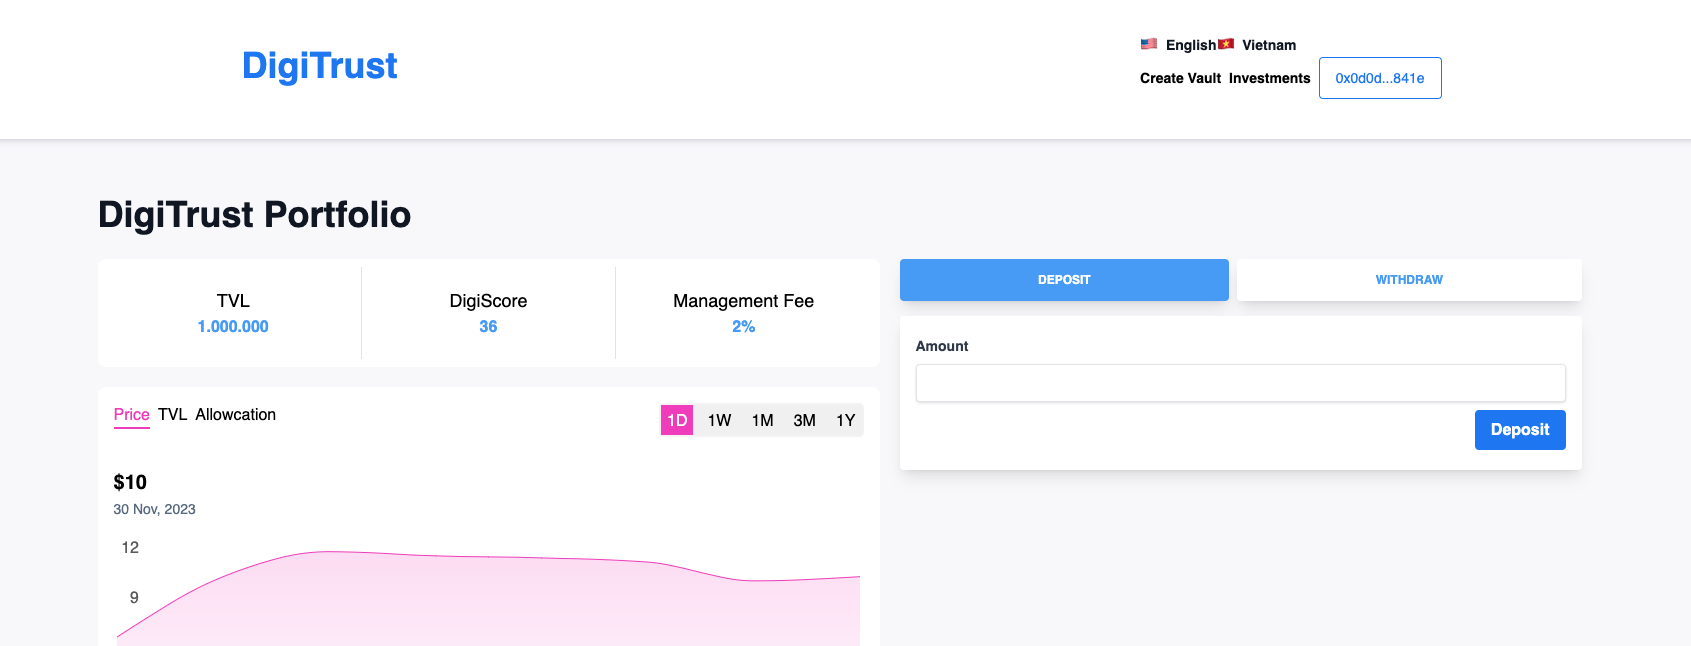 DigiTrust
English Vietnam
Create Vault Investments 0x0d0d...841e
DigiTrust Portfolio
TVL
1.000.000
DigiScore
36
Management Fee
2%
DEPOSIT
WITHDRAW
Amount
Deposit
Price TVL Allowcation
1D 1W 1M 3M 1Y
$10
30 Nov, 2023
12
9